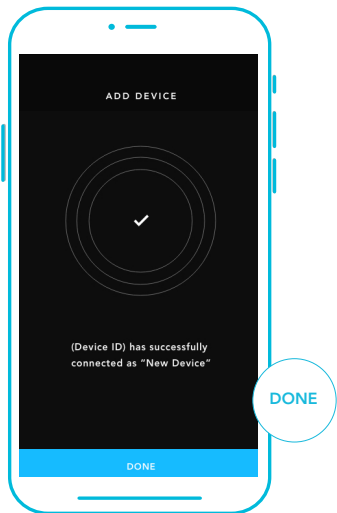 ADD DEVICE
(Device ID) has successfully
connected as “New Device”
DONE
DONE